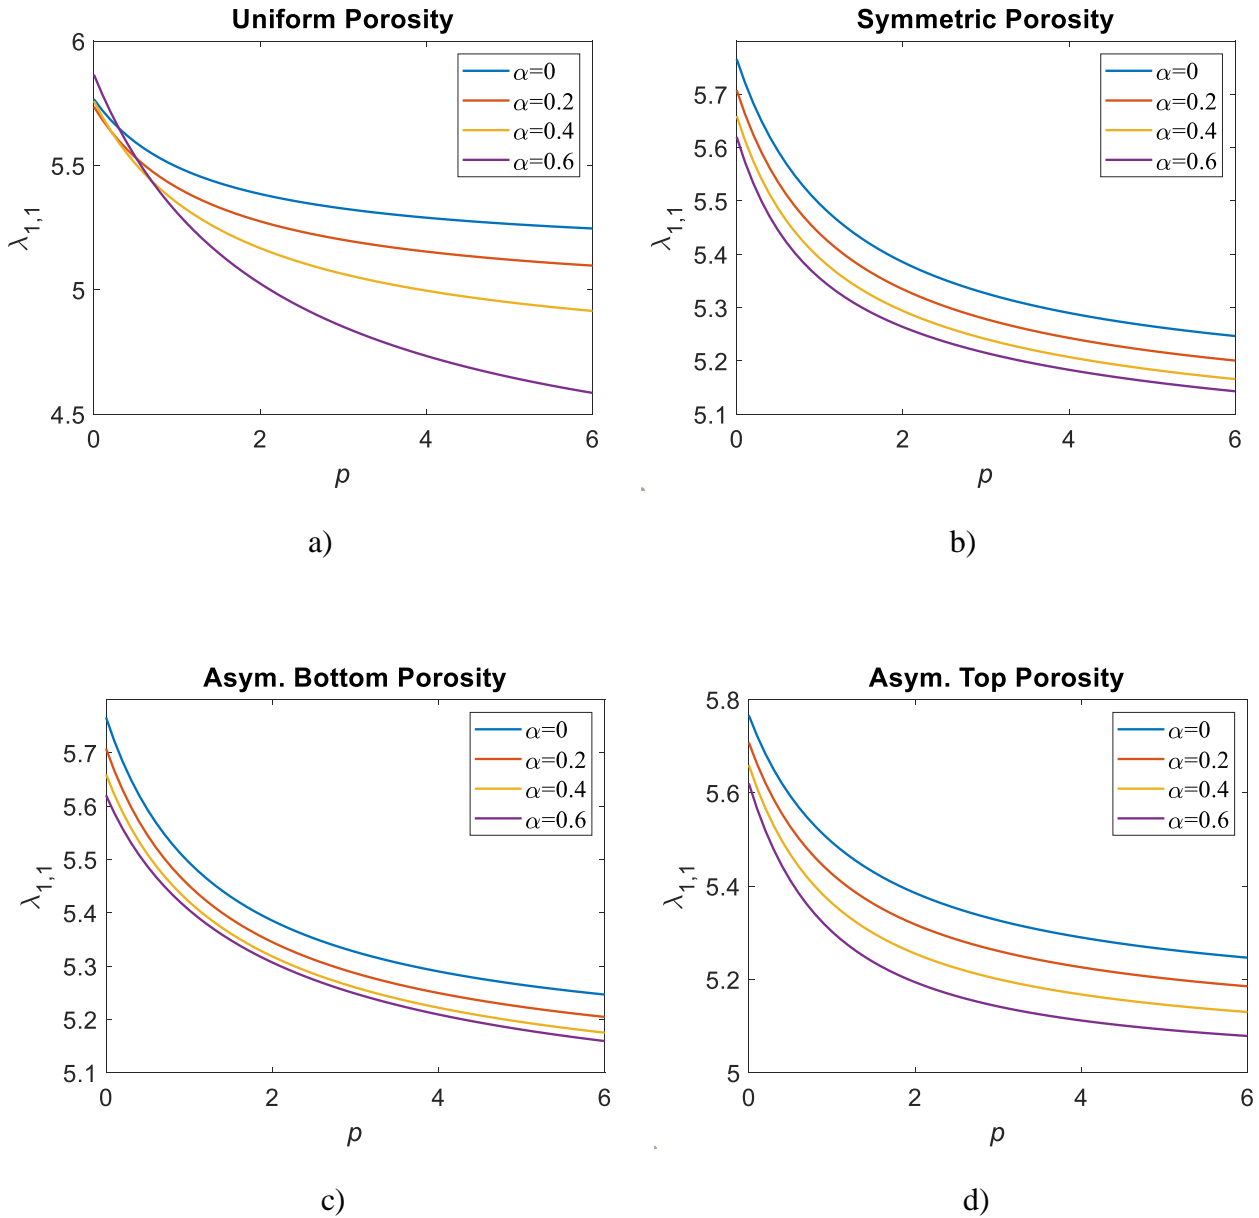 Uniform Porosity
6
5.5
5
4.5
λ1,1
0 2 4 6
p
α=0
α=0.2
α=0.4
α=0.6
a)
Symmetric Porosity
5.7
5.6
5.5
5.4
5.3
5.2
5.1
λ1,1
0 2 4 6
p
α=0
α=0.2
α=0.4
α=0.6
b)
Asym. Bottom Porosity
5.7
5.6
5.5
5.4
5.3
5.2
5.1
λ1,1
0 2 4 6
p
α=0
α=0.2
α=0.4
α=0.6
c)
Asym. Top Porosity
5.8
5.6
5.4
5.2
5
λ1,1
0 2 4 6
p
α=0
α=0.2
α=0.4
α=0.6
d)